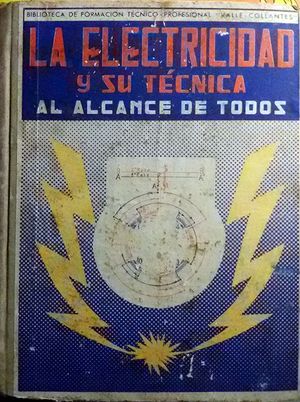 BIBLIOTECA DE FORMACIÓN TÉCNICO-PROFESIONAL VALLE-COLLANTES
LA ELECTRICIDAD
Y SU TÉCNICA
AL ALCANCE DE TODOS